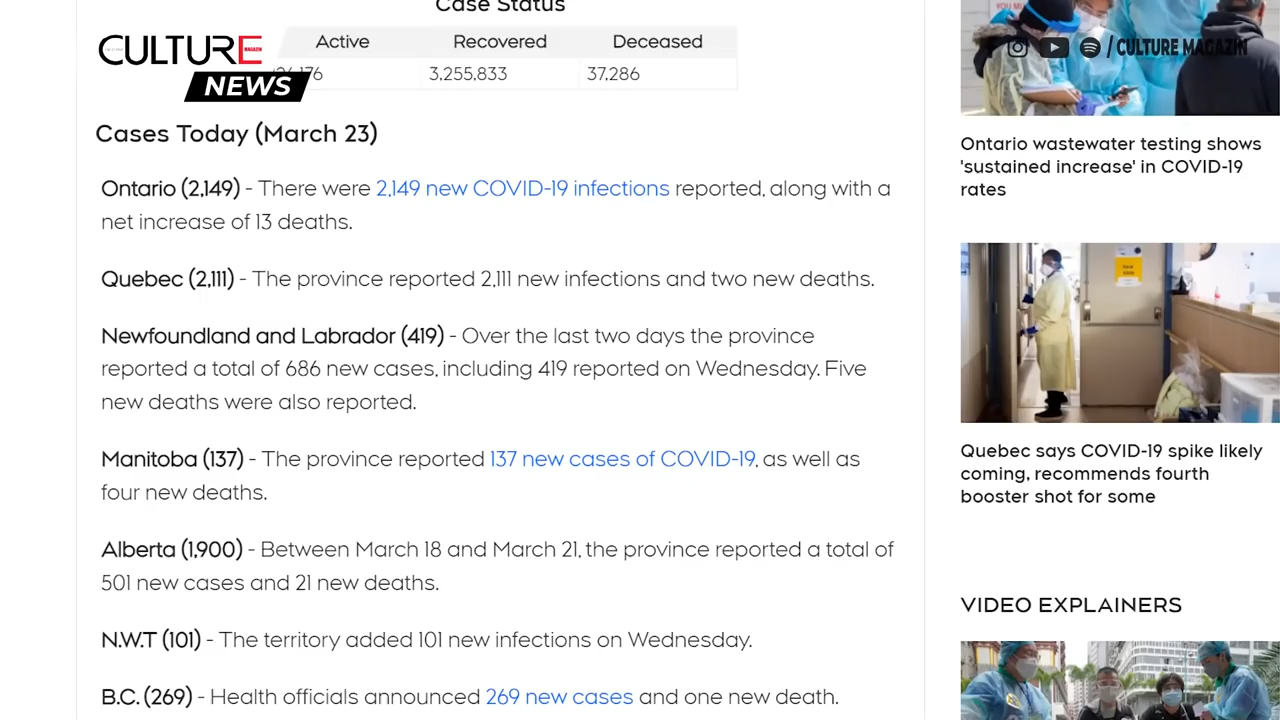 Case Status
Active Recovered Deceased
3,255,833 37,286
CULTURE
MAGAZIN
NEWS
/ CULTURE MAGAZIN
Cases Today (March 23)
Ontario (2,149) - There were 2,149 new COVID-19 infections reported, along with a
net increase of 13 deaths.
Quebec (2,111) - The province reported 2,111 new infections and two new deaths.
Newfoundland and Labrador (419) - Over the last two days the province
reported a total of 686 new cases, including 419 reported on Wednesday. Five
new deaths were also reported.
Manitoba (137) - The province reported 137 new cases of COVID-19, as well as
four new deaths.
Alberta (1,900) - Between March 18 and March 21, the province reported a total of
501 new cases and 21 new deaths.
N.W.T (101) - The territory added 101 new infections on Wednesday.
B.C. (269) - Health officials announced 269 new cases and one new death.
Ontario wastewater testing shows
'sustained increase' in COVID-19
rates
Quebec says COVID-19 spike likely
coming, recommends fourth
booster shot for some
VIDEO EXPLAINERS